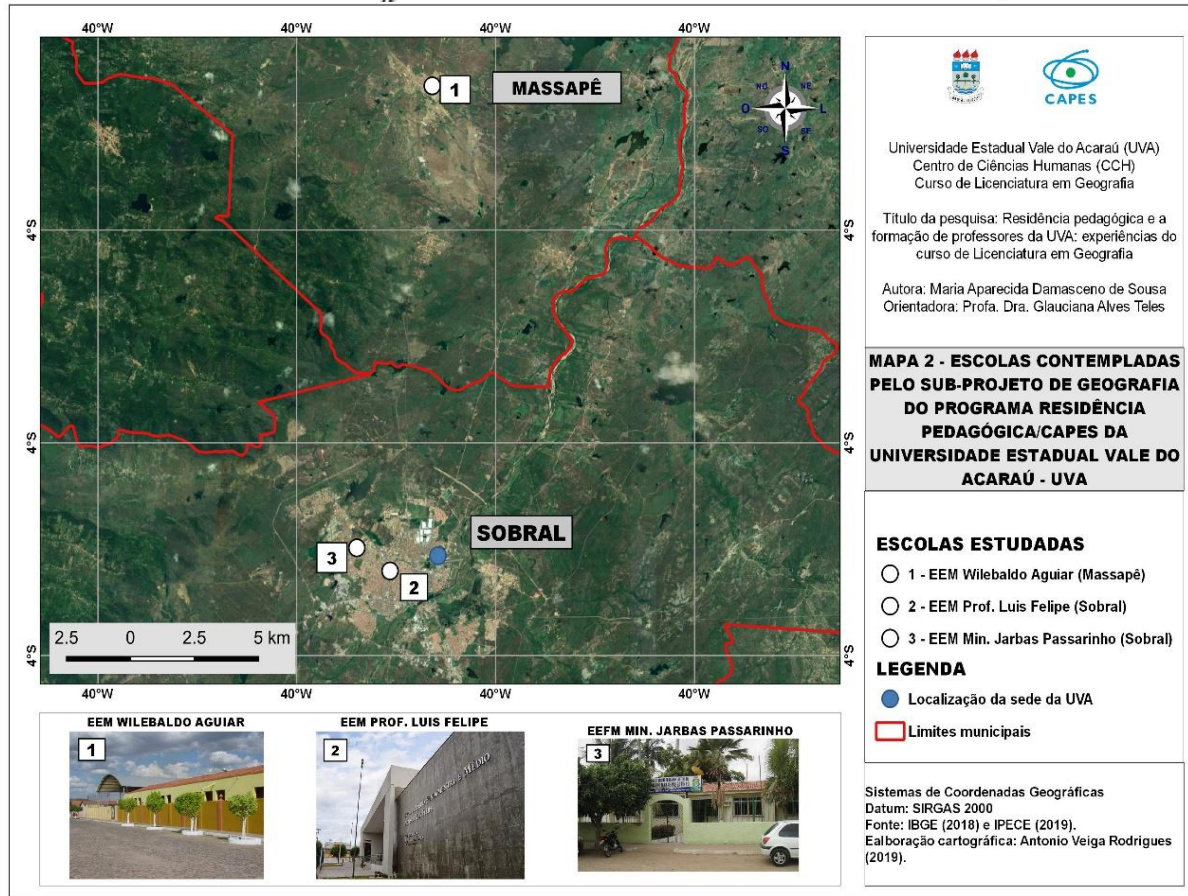 40°W 40°W 40°W 40°W
4°S 4°S
4°S 4°S
4°S 4°S
1 MASSAPÊ
N
NO NE
O L
SO SE
S
SOBRAL
3
2
2.5 0 2.5 5 km
40°W 40°W 40°W 40°W
CAPES
Universidade Estadual Vale do Acaraú (UVA)
Centro de Ciências Humanas (CCH)
Curso de Licenciatura em Geografia
Título da pesquisa: Residência pedagógica e a
formação de professores da UVA: experiências do
curso de Licenciatura em Geografia
Autora: Maria Aparecida Damasceno de Sousa
Orientadora: Profa. Dra. Glauciana Alves Teles
MAPA 2 - ESCOLAS CONTEMPLADAS
PELO SUB-PROJETO DE GEOGRAFIA
DO PROGRAMA RESIDÊNCIA
PEDAGÓGICA/CAPES DA
UNIVERSIDADE ESTADUAL VALE DO
ACARAÚ - UVA
ESCOLAS ESTUDADAS
1 - EEM Wilebaldo Aguiar (Massapê)
2 - EEM Prof. Luis Felipe (Sobral)
3 - EEM Min. Jarbas Passarinho (Sobral)
LEGENDA
Localização da sede da UVA
Limites municipais
Sistemas de Coordenadas Geográficas
Datum: SIRGAS 2000
Fonte: IBGE (2018) e IPECE (2019).
Ealboração cartográfica: Antonio Veiga Rodrigues
(2019).
EEM WILEBALDO AGUIAR
1
EEM PROF. LUIS FELIPE
2
EEFM MIN. JARBAS PASSARINHO
3